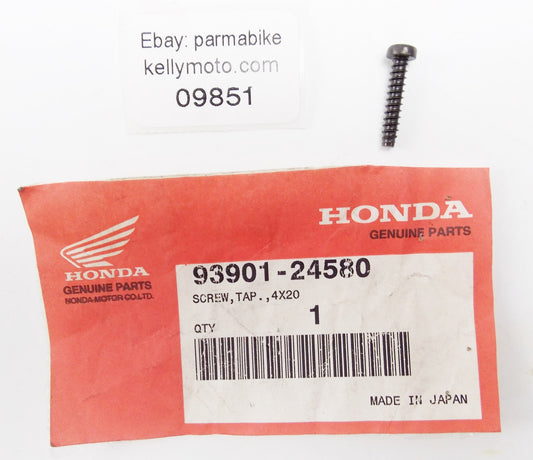 Ebay: parmabike
kellymoto.com
09851
HONDA
GENUINE PARTS
HONDA
GENUINE PARTS
HONDA MOTOR CO.,LTD.
93901-24580
SCREW,TAP.,4X20
QTY 1
MADE IN JAPAN